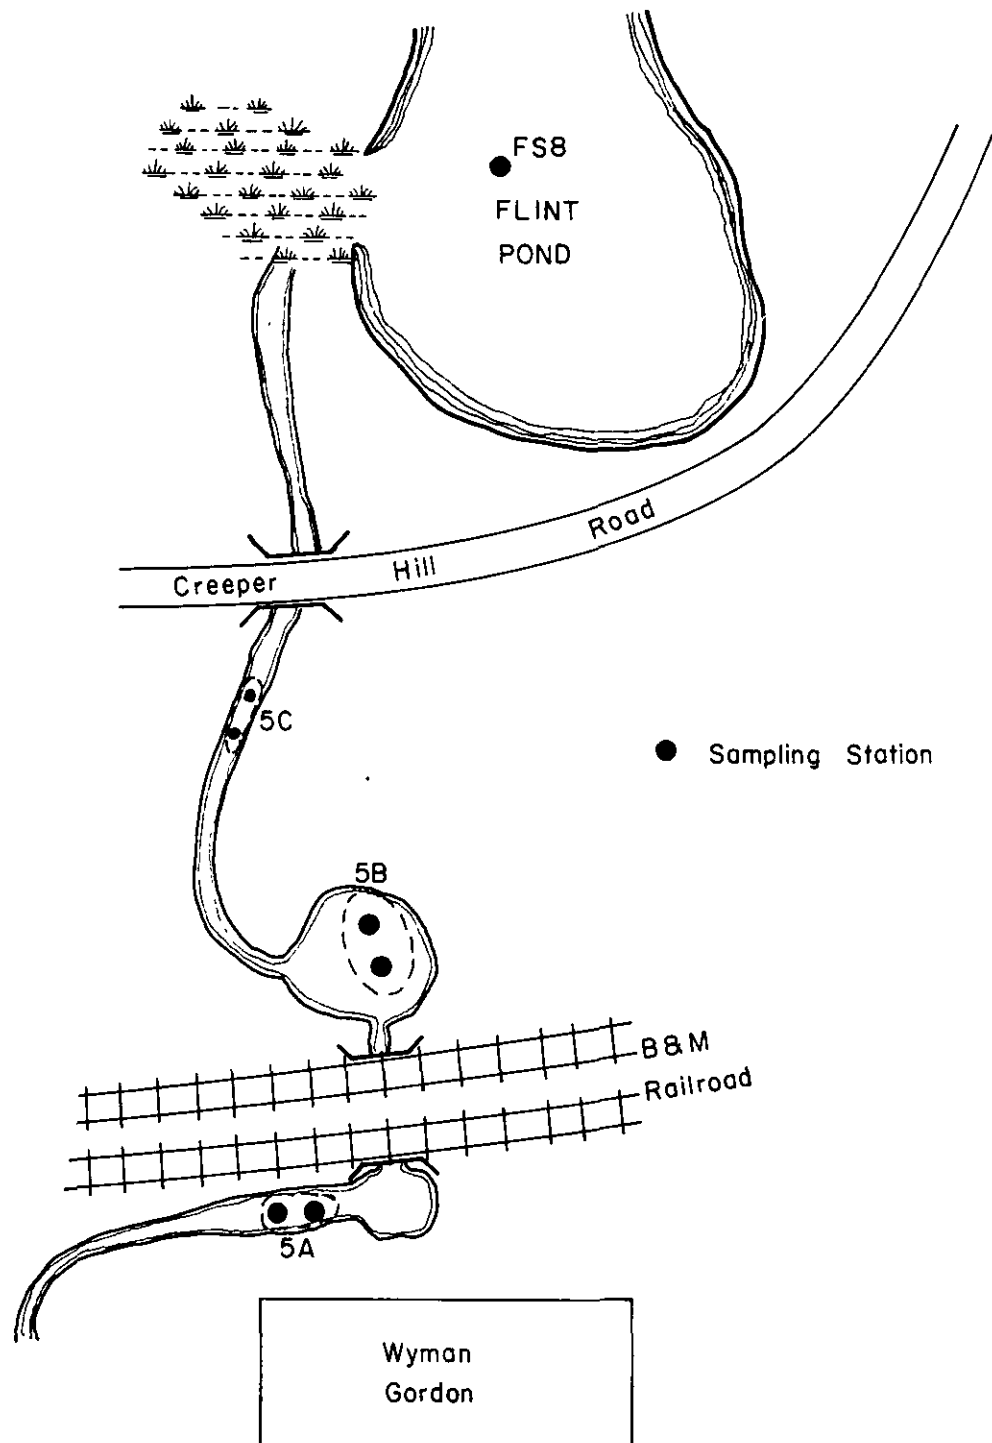 FS8
FLINT
POND
Creeper Hill Road
5C
Sampling Station
5B
B&M
Railroad
5A
Wyman
Gordon